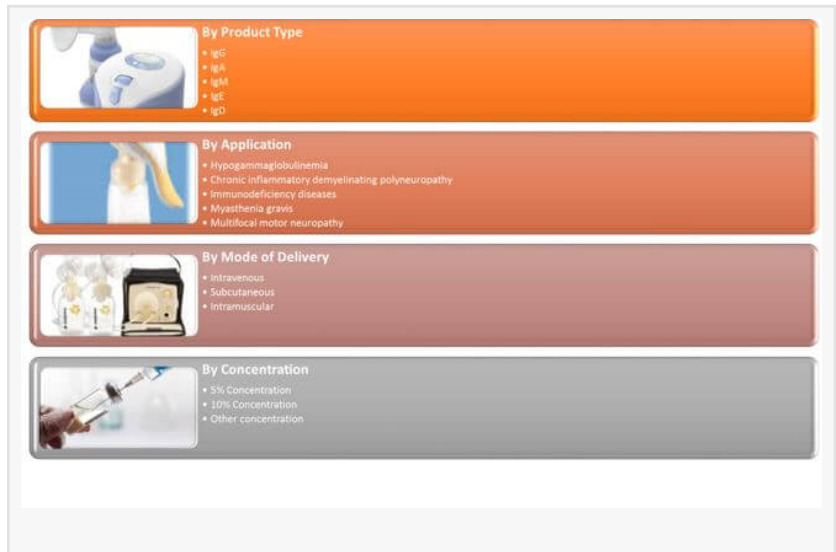 By Product Type
• IgG
• IgA
• IgM
• IgE
• IgD
By Application
• Hypogammaglobulinemia
• Chronic inflammatory demyelinating polyneuropathy
• Immunodeficiency diseases
• Myasthenia gravis
• Multifocal motor neuropathy
By Mode of Delivery
• Intravenous
• Subcutaneous
• Intramuscular
By Concentration
• 5% Concentration
• 10% Concentration
• Other concentration